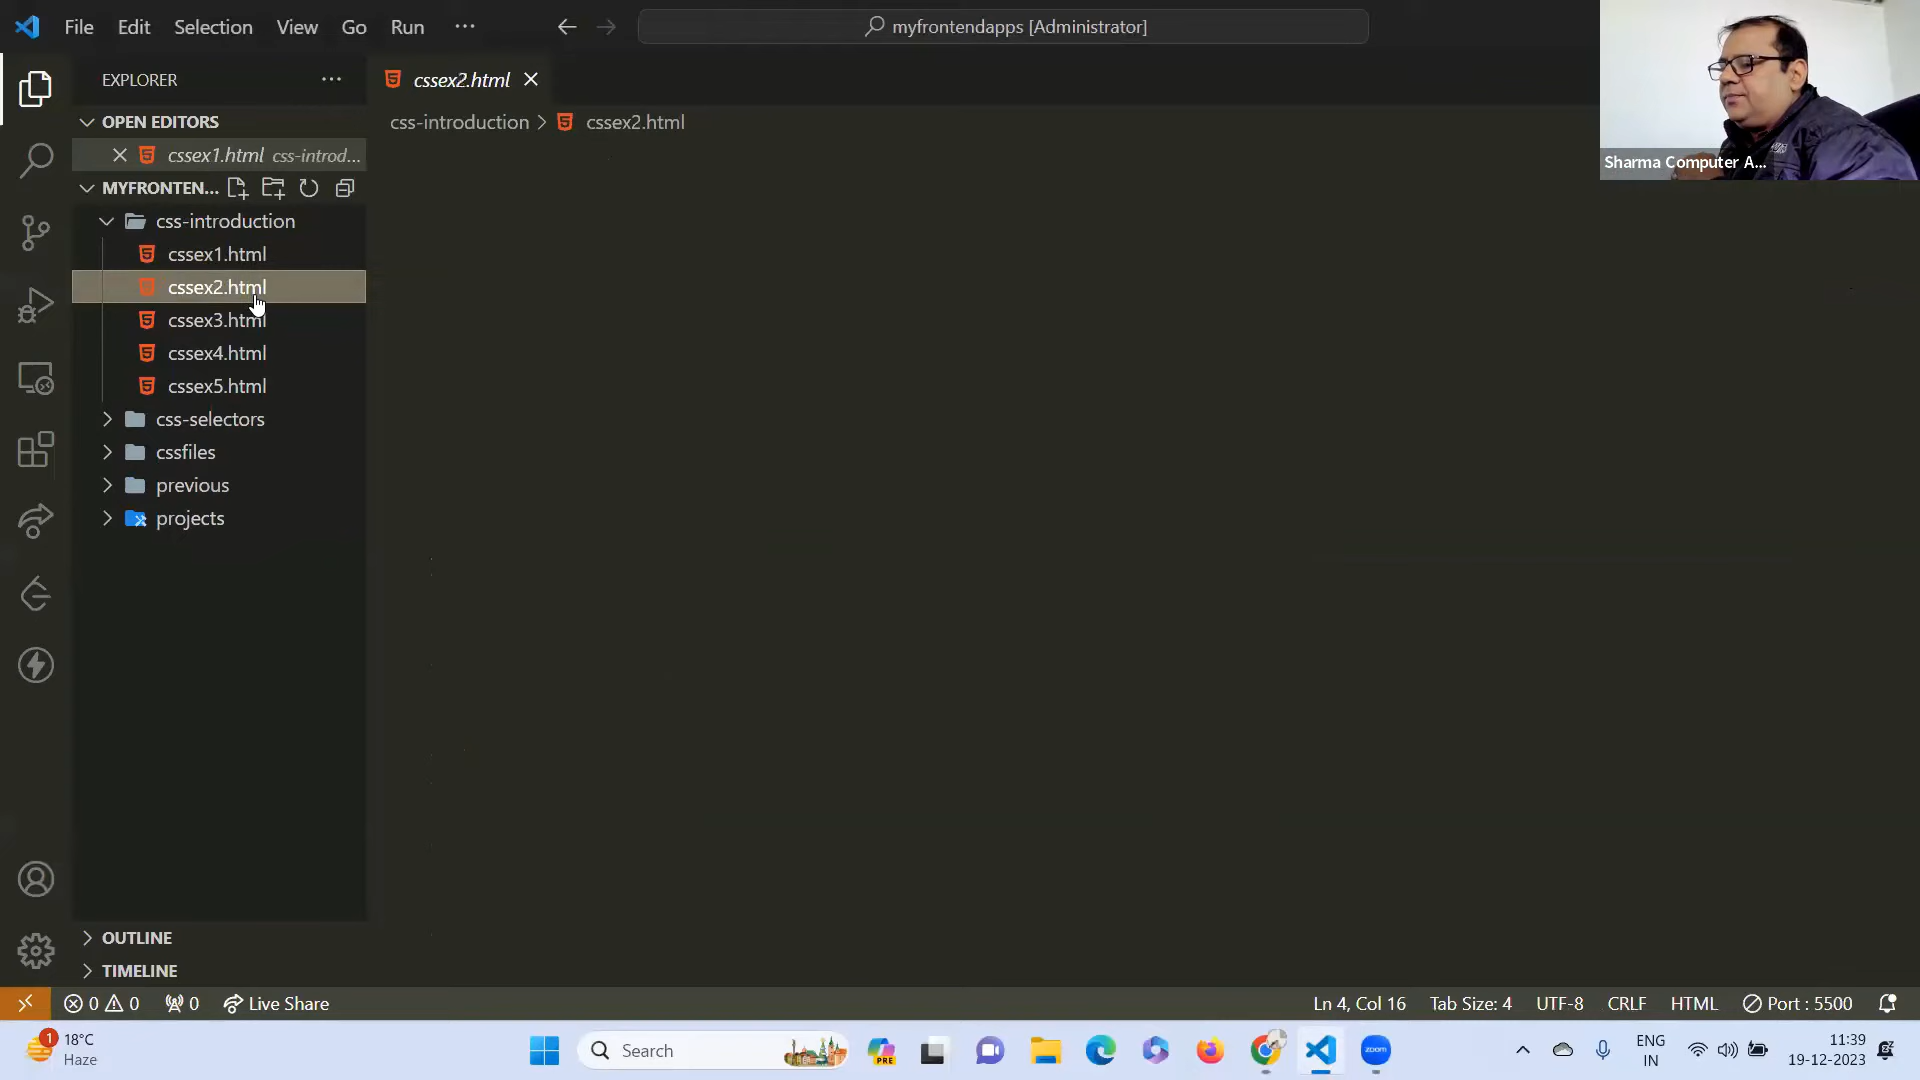 File Edit Selection View Go Run ···
myfrontendapps [Administrator]
EXPLORER ···
cssex2.html
OPEN EDITORS
cssex1.html css-introd...
css-introduction > cssex2.html
Sharma Computer A...
MYFRONTEN...
css-introduction
cssex1.html
cssex2.html
cssex3.html
cssex4.html
cssex5.html
css-selectors
cssfiles
previous
projects
OUTLINE
TIMELINE
0 0 0 Live Share
Ln 4, Col 16 Tab Size: 4 UTF-8 CRLF HTML Port : 5500
1
18°C
Haze
Search
PRE
zoom
ENG
IN
11:39
19-12-2023